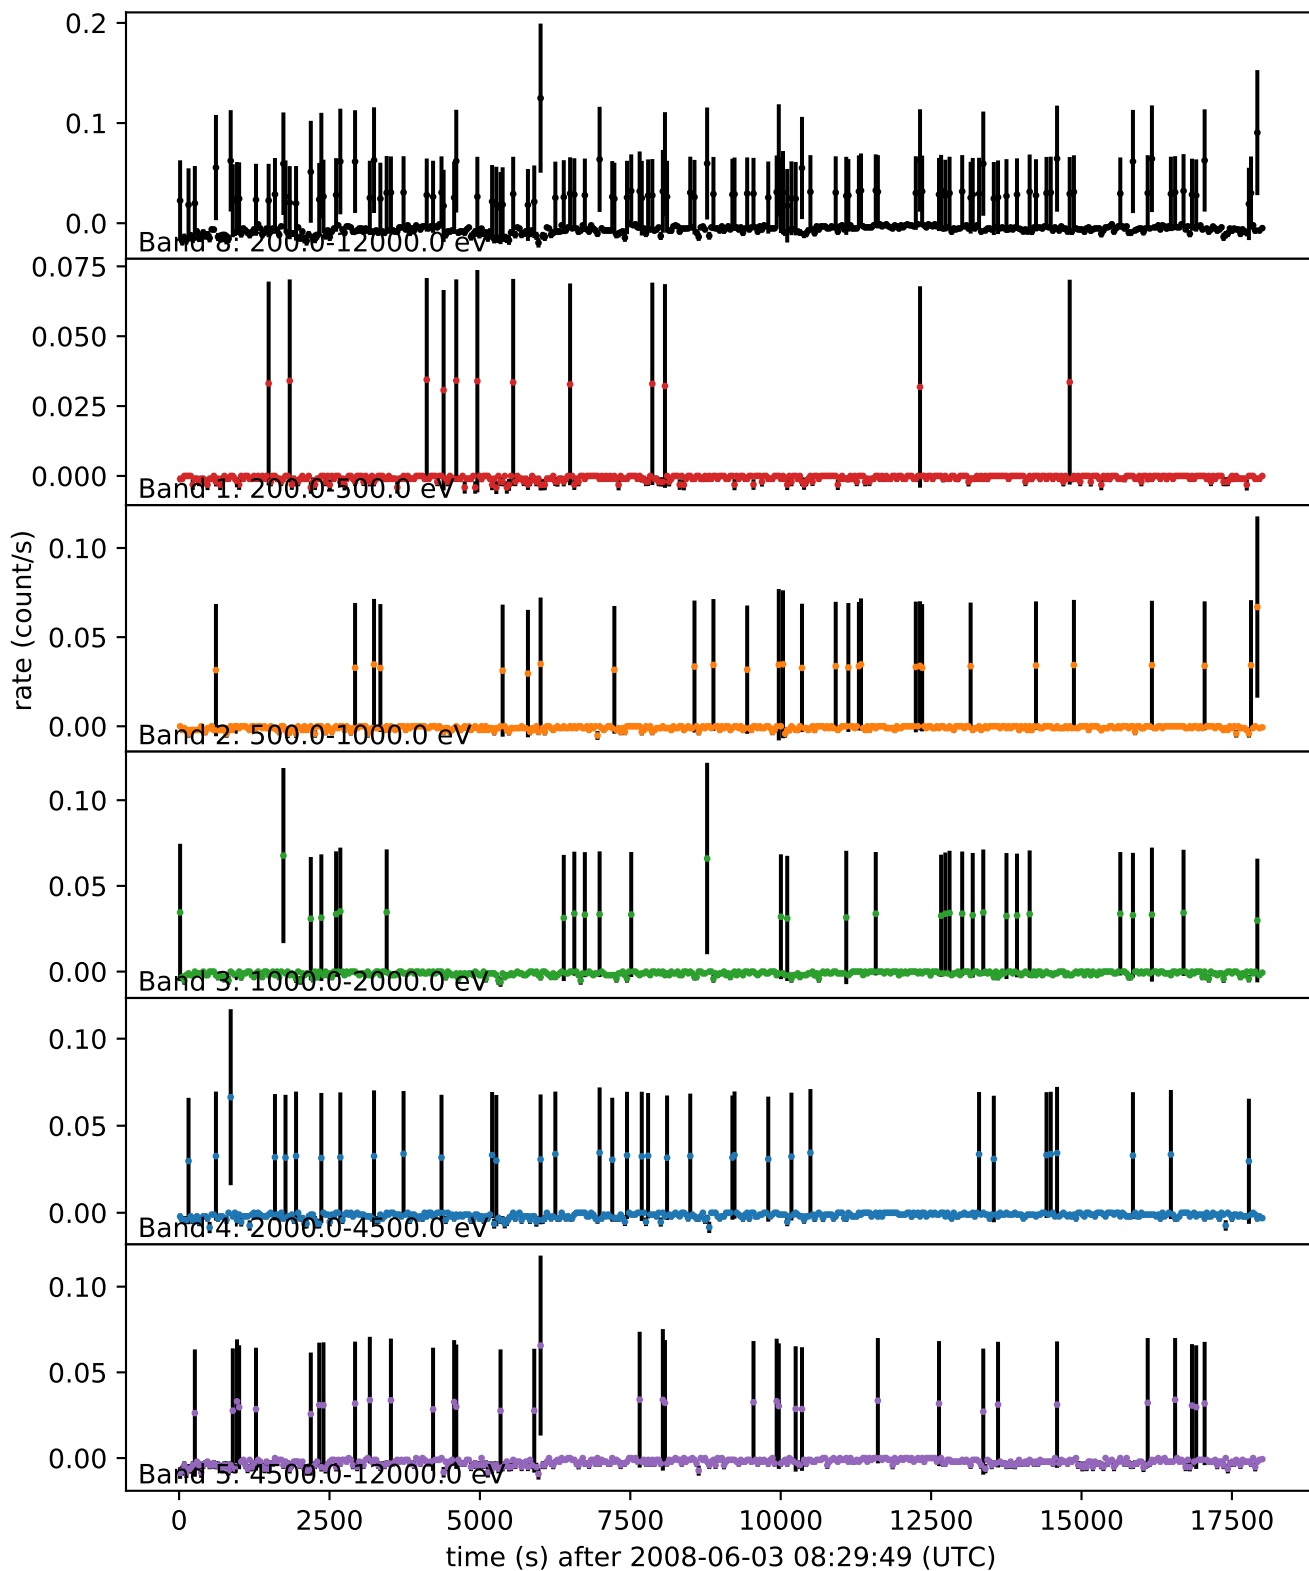 0.2
0.1
0.0
Band 8: 200.0-12000.0 eV
0.075
0.050
0.025
0.000
Band 1: 200.0-500.0 eV
rate (count/s)
0.10
0.05
0.00
Band 2: 500.0-1000.0 eV
0.10
0.05
0.00
Band 3: 1000.0-2000.0 eV
0.10
0.05
0.00
Band 4: 2000.0-4500.0 eV
0.10
0.05
0.00
Band 5: 4500.0-12000.0 eV
0 2500 5000 7500 10000 12500 15000 17500
time (s) after 2008-06-03 08:29:49 (UTC)